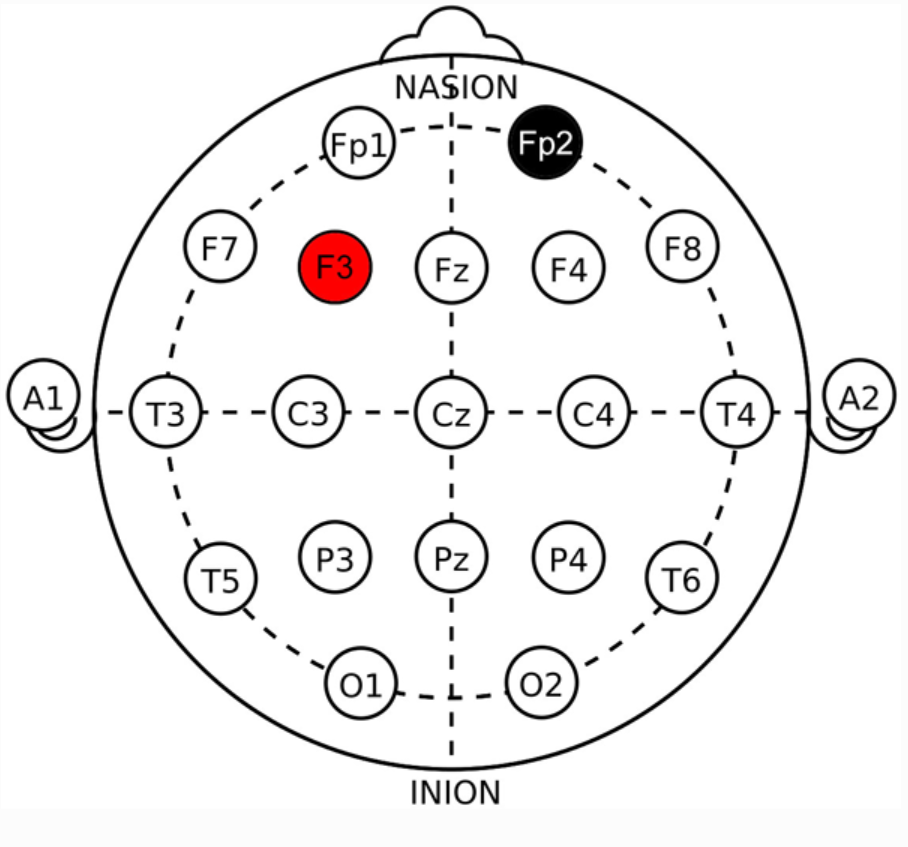 NASION
Fp1 Fp2
F7 F3 Fz F4 F8
A1 T3 C3 Cz C4 T4 A2
T5 P3 Pz P4 T6
O1 O2
INION